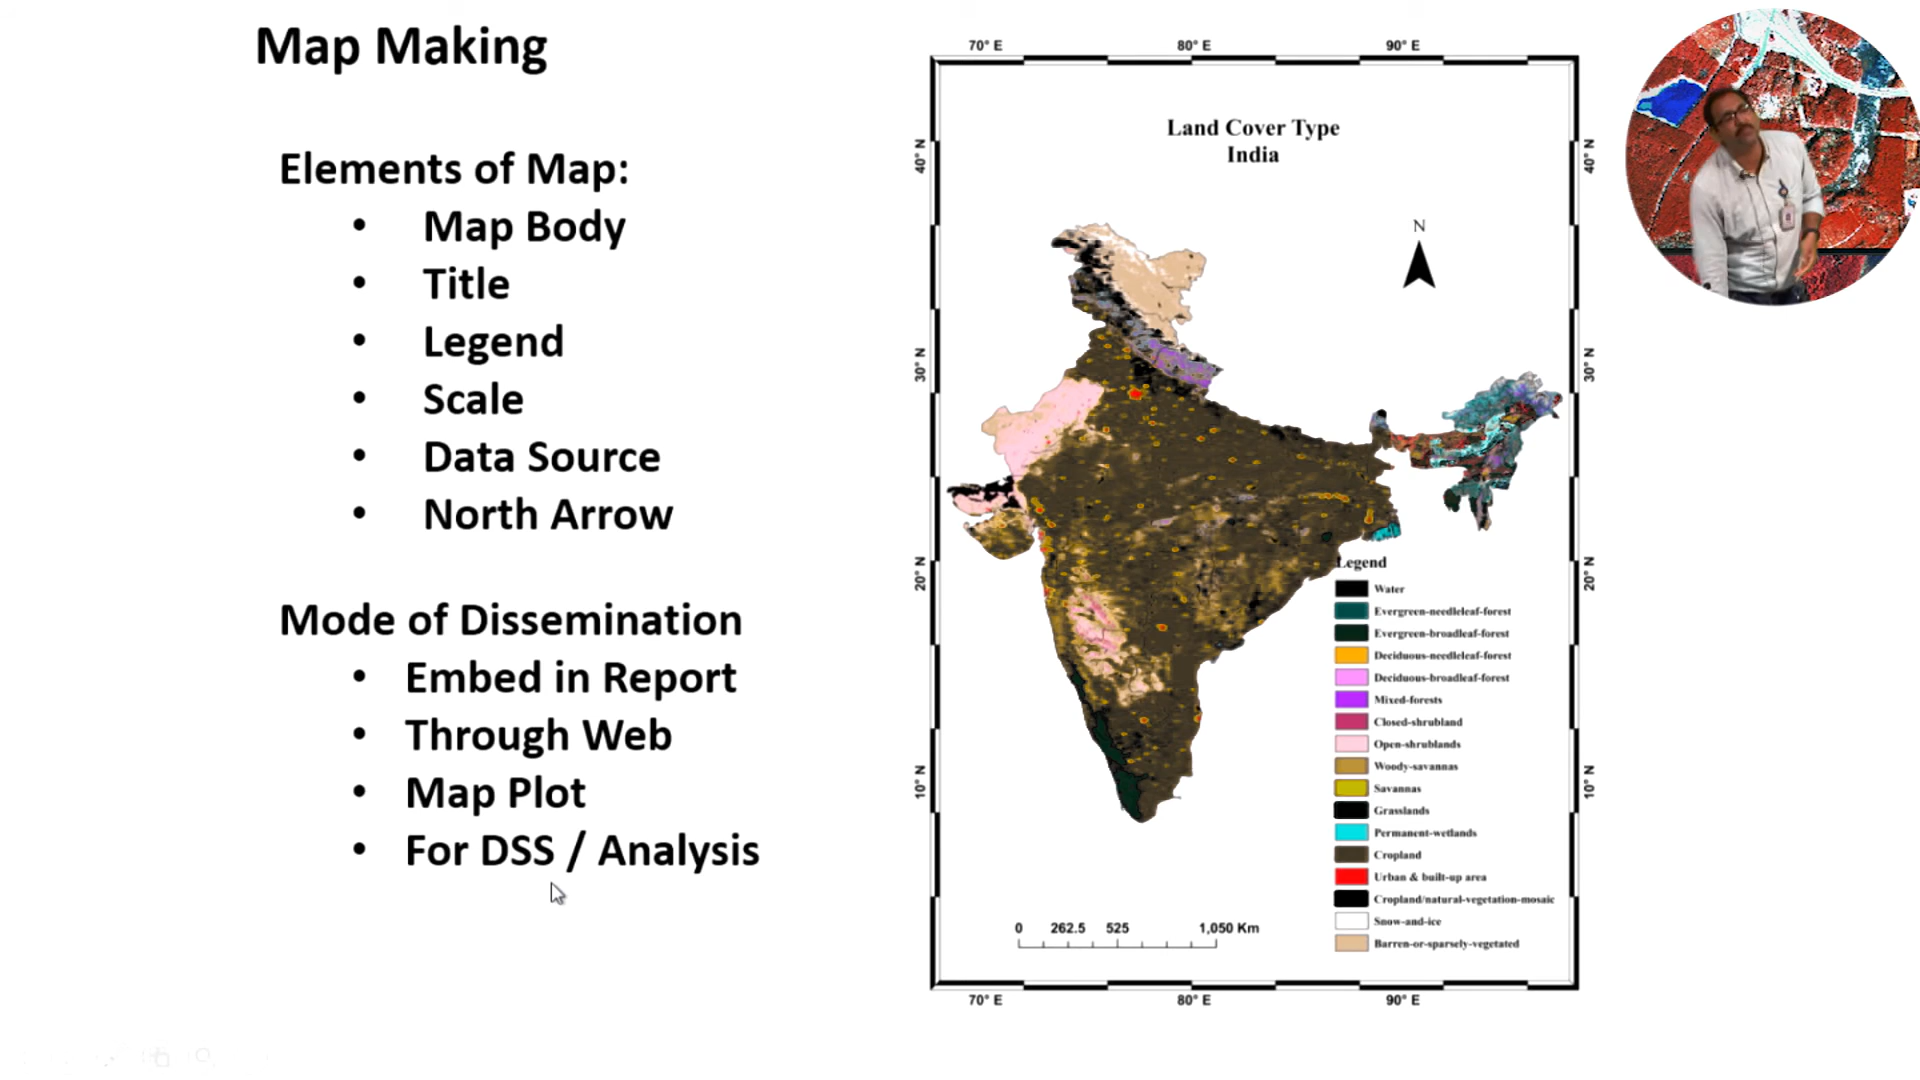 Map Making
Elements of Map:
• Map Body
• Title
• Legend
• Scale
• Data Source
• North Arrow
Mode of Dissemination
• Embed in Report
• Through Web
• Map Plot
• For DSS / Analysis
70° E 80° E 90° E
Land Cover Type
India
N
40° N 40° N
30° N 30° N
20° N 20° N
10° N 10° N
Legend
Water
Evergreen-needleleaf-forest
Evergreen-broadleaf-forest
Deciduous-needleleaf-forest
Deciduous-broadleaf-forest
Mixed-forests
Closed-shrubland
Open-shrublands
Woody-savannas
Savannas
Grasslands
Permanent-wetlands
Cropland
Urban & built-up area
Cropland/natural-vegetation-mosaic
Snow-and-ice
Barren-or-sparsely-vegetated
0 262.5 525 1,050 Km
70° E 80° E 90° E